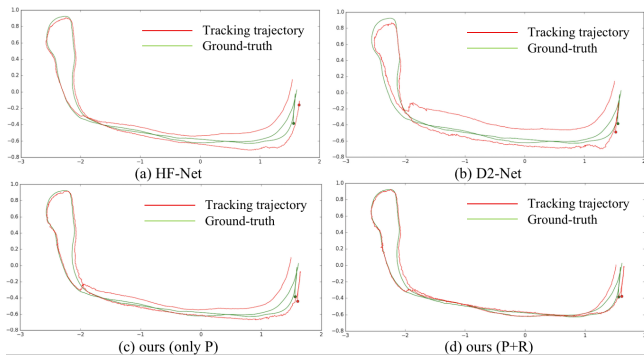 1.0
0.8
0.6
0.4
0.2
0.0
−0.2
−0.4
−0.6
−0.8
−3 −2 −1 0 1 2
Tracking trajectory
Ground-truth
(a) HF-Net
1.0
0.8
0.6
0.4
0.2
0.0
−0.2
−0.4
−0.6
−0.8
−3 −2 −1 0 1 2
Tracking trajectory
Ground-truth
(b) D2-Net
1.0
0.8
0.6
0.4
0.2
0.0
−0.2
−0.4
−0.6
−0.8
−3 −2 −1 0 1 2
Tracking trajectory
Ground-truth
(c) ours (only P)
1.0
0.8
0.6
0.4
0.2
0.0
−0.2
−0.4
−0.6
−0.8
−3 −2 −1 0 1 2
Tracking trajectory
Ground-truth
(d) ours (P+R)